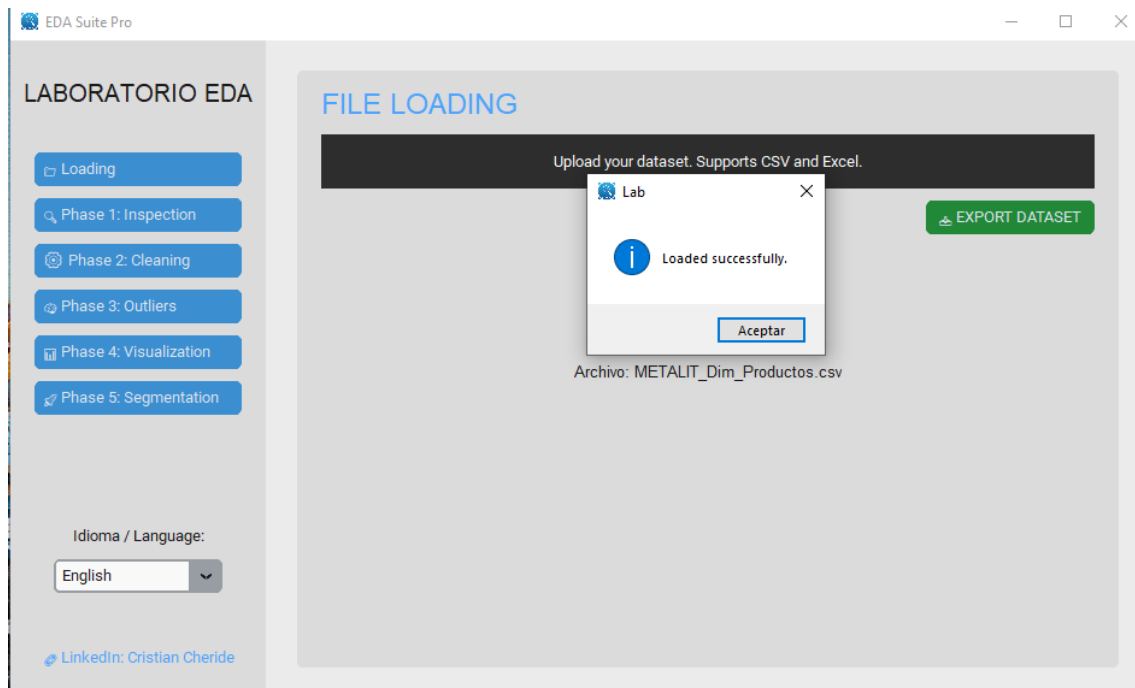 EDA Suite Pro
LABORATORIO EDA
Loading
Phase 1: Inspection
Phase 2: Cleaning
Phase 3: Outliers
Phase 4: Visualization
Phase 5: Segmentation
Idioma / Language:
English
LinkedIn: Cristian Cheride
FILE LOADING
Upload your dataset. Supports CSV and Excel.
EXPORT DATASET
Lab
Loaded successfully.
Aceptar
Archivo: METALIT_Dim_Productos.csv